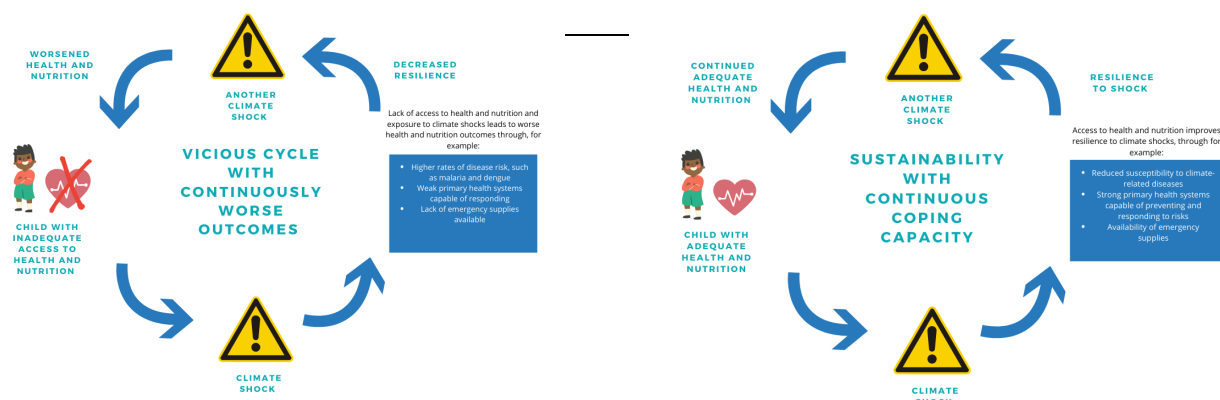 WORSENED
HEALTH AND
NUTRITION
ANOTHER
CLIMATE
SHOCK
DECREASED
RESILIENCE
Lack of access to health and nutrition and
exposure to climate shocks leads to worse
health and nutrition outcomes through, for
example:
• Higher rates of disease risk, such
as malaria and dengue
• Weak primary health systems
capable of responding
• Lack of emergency supplies
available
VICIOUS CYCLE
WITH
CONTINUOUSLY
WORSE
OUTCOMES
CHILD WITH
INADEQUATE
ACCESS TO
HEALTH AND
NUTRITION
CLIMATE
SHOCK
CONTINUED
ADEQUATE
HEALTH AND
NUTRITION
ANOTHER
CLIMATE
SHOCK
RESILIENCE
TO SHOCK
Access to health and nutrition improves
resilience to climate shocks, through for
example:
• Reduced susceptibility to climate-
related diseases
• Strong primary health systems
capable of preventing and
responding to risks
• Availability of emergency
supplies
SUSTAINABILITY
WITH
CONTINUOUS
COPING
CAPACITY
CHILD WITH
ADEQUATE
HEALTH AND
NUTRITION
CLIMATE